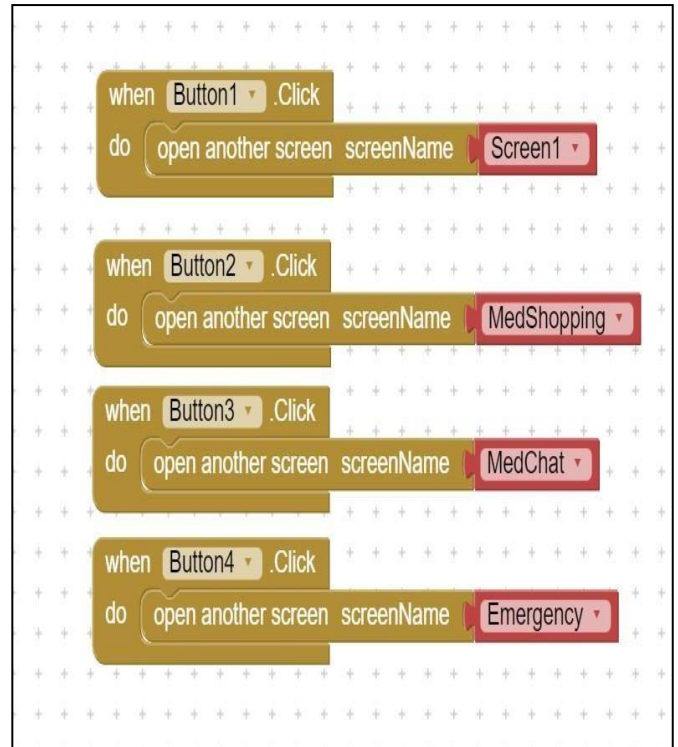 when Button1 .Click
do open another screen screenName Screen1
when Button2 .Click
do open another screen screenName MedShopping
when Button3 .Click
do open another screen screenName MedChat
when Button4 .Click
do open another screen screenName Emergency